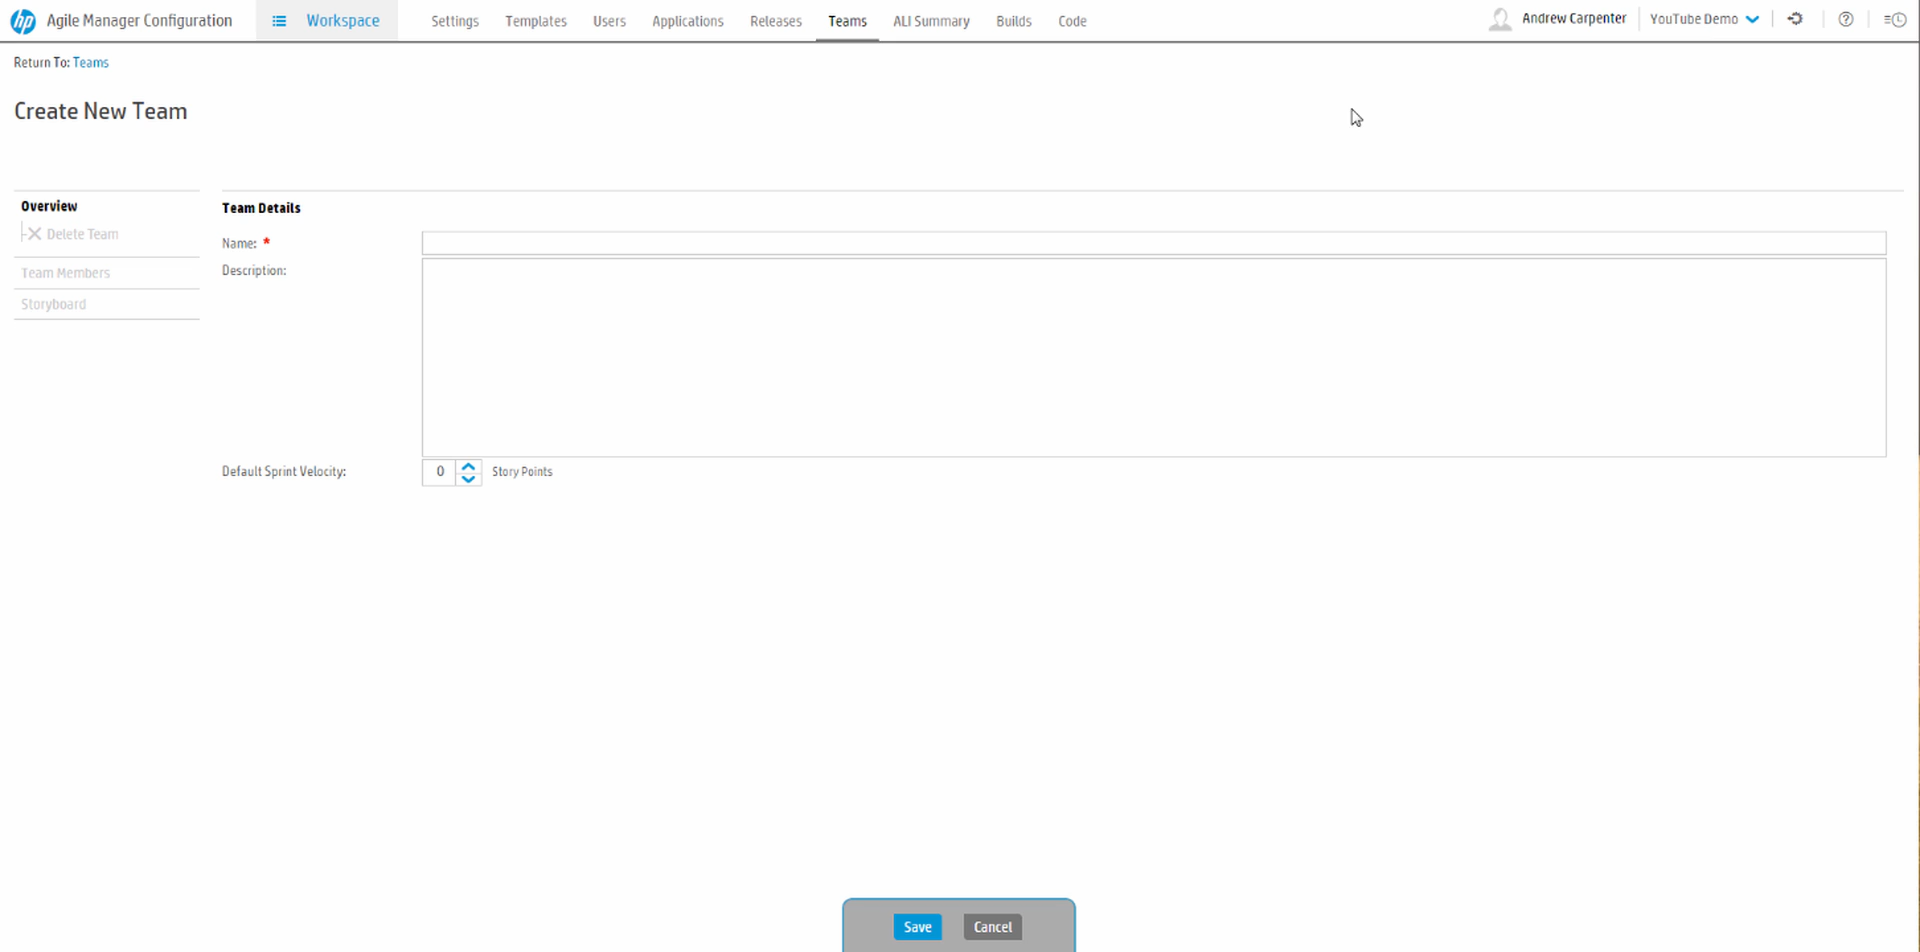 hp Agile Manager Configuration Workspace Settings Templates Users Applications Releases Teams ALI Summary Builds Code Andrew Carpenter YouTube Demo
Return To: Teams
Create New Team
Overview
Delete Team
Team Members
Storyboard
Team Details
Name: *
Description:
Default Sprint Velocity: 0 Story Points
Save Cancel